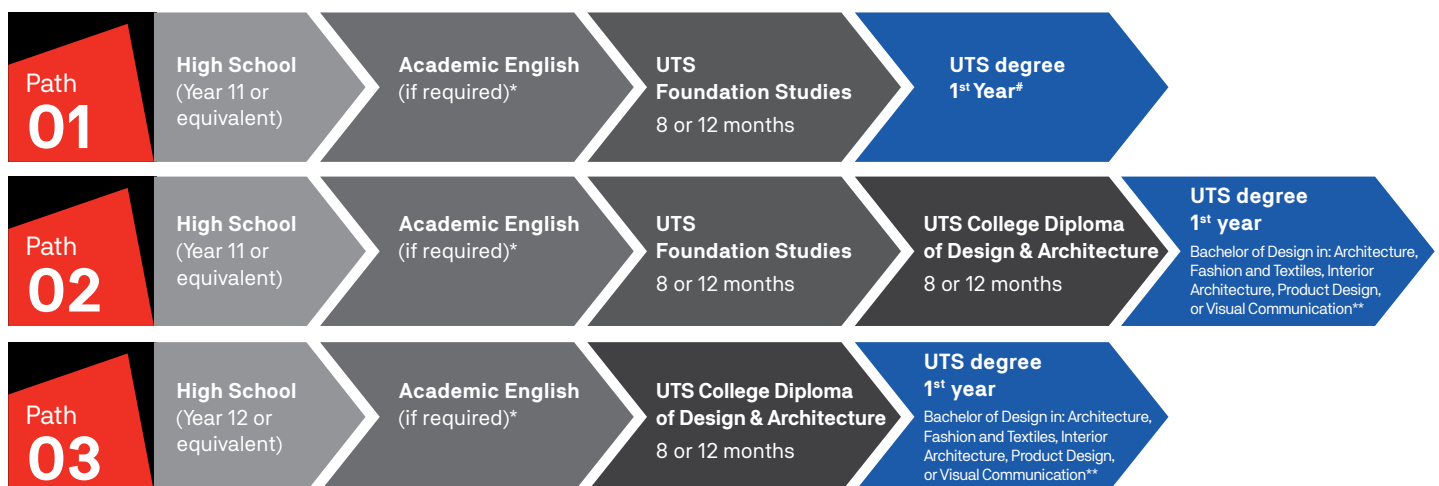 Path
01
High School
(Year 11 or
equivalent)
Academic English
(if required)*
UTS
Foundation Studies
8 or 12 months
UTS degree
1st Year#
Path
02
High School
(Year 11 or
equivalent)
Academic English
(if required)*
UTS
Foundation Studies
8 or 12 months
UTS College Diploma
of Design & Architecture
8 or 12 months
UTS degree
1st year
Bachelor of Design in: Architecture,
Fashion and Textiles, Interior
Architecture, Product Design,
or Visual Communication**
Path
03
High School
(Year 12 or
equivalent)
Academic English
(if required)*
UTS College Diploma
of Design & Architecture
8 or 12 months
UTS degree
1st year
Bachelor of Design in: Architecture,
Fashion and Textiles, Interior
Architecture, Product Design,
or Visual Communication**